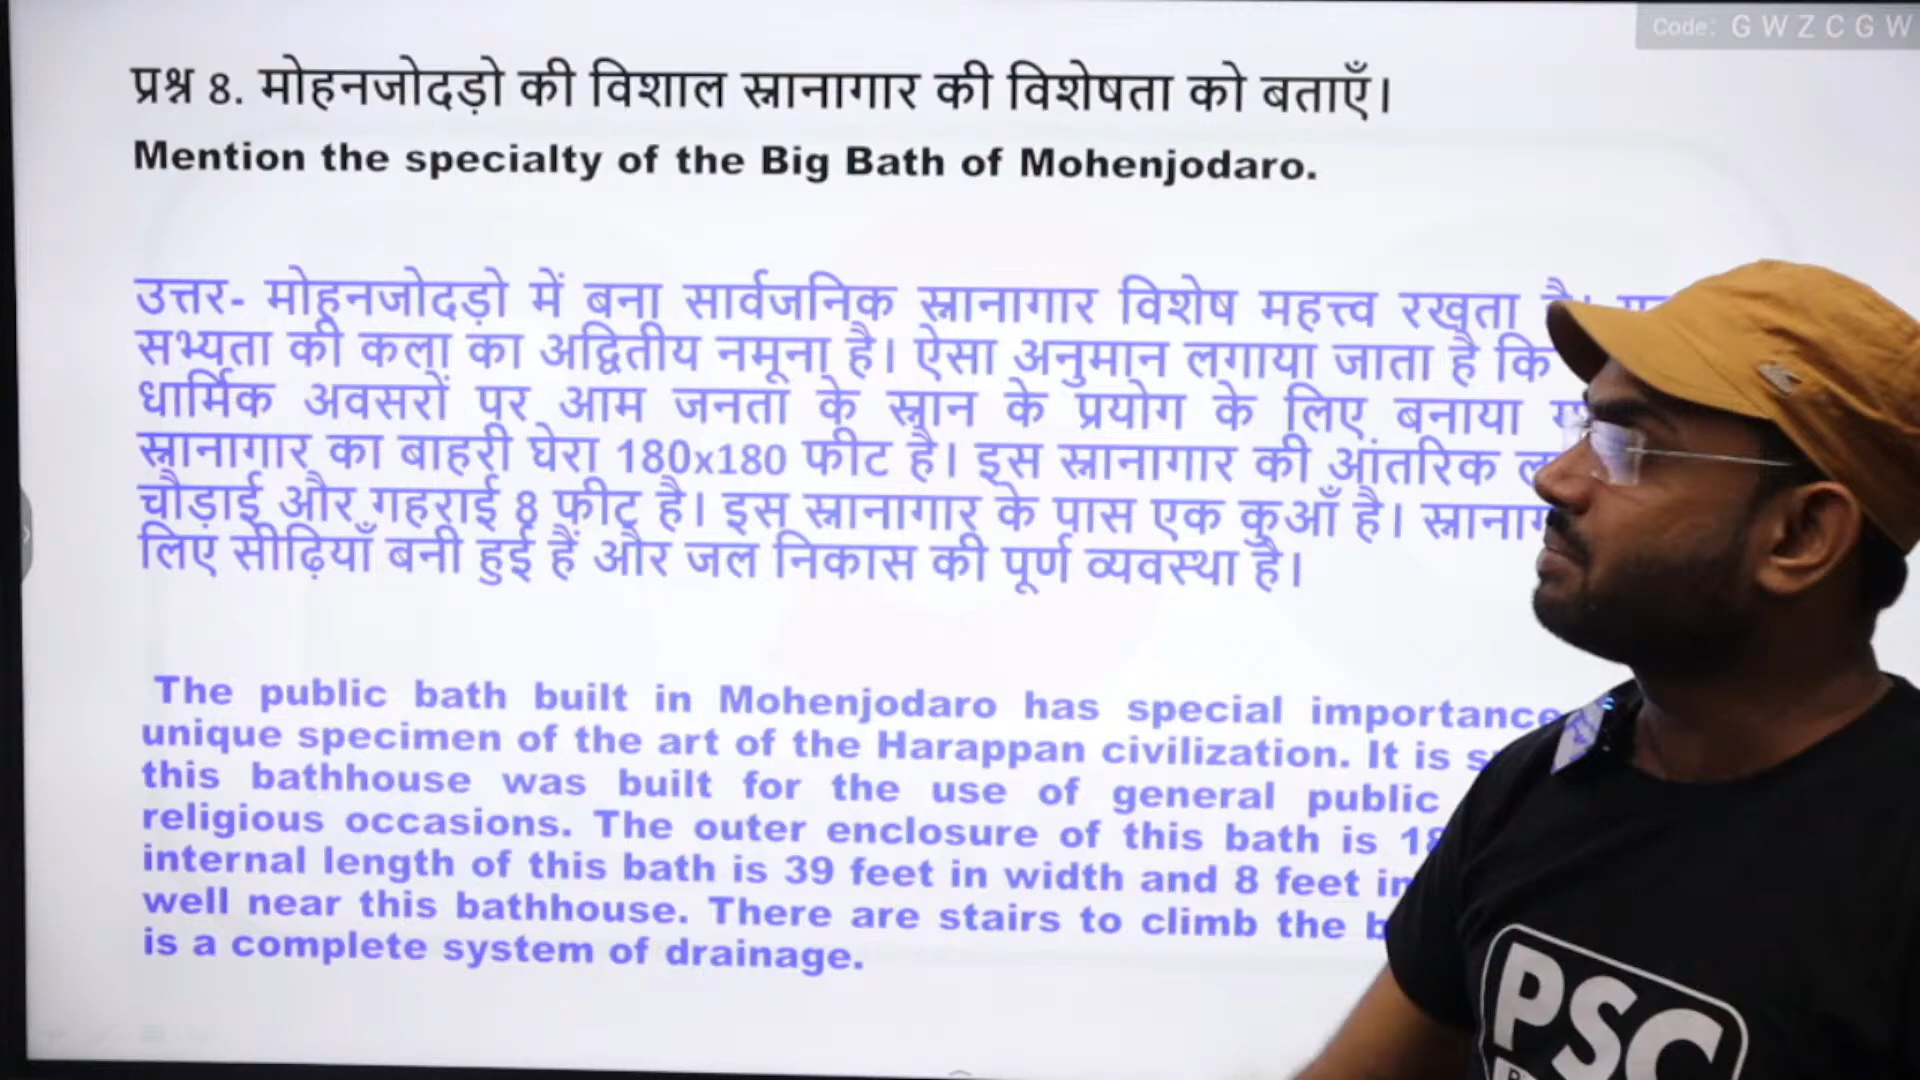 Code: G W Z C G W
प्रश्न 8. मोहनजोदड़ो की विशाल स्नानागार की विशेषता को बताएँ।
Mention the specialty of the Big Bath of Mohenjodaro.
उत्तर- मोहनजोदड़ो में बना सार्वजनिक स्नानागार विशेष महत्त्व रखता है।
सभ्यता की कला का अद्वितीय नमूना है। ऐसा अनुमान लगाया जाता है कि
धार्मिक अवसरों पर आम जनता के स्नान के प्रयोग के लिए बनाया
स्नानागार का बाहरी घेरा 180x180 फीट है। इस स्नानागार की आंतरिक
चौड़ाई और गहराई 8 फीट है। इस स्नानागार के पास एक कुआँ है।
लिए सीढ़ियाँ बनी हुई हैं और जल निकास की पूर्ण व्यवस्था है।
The public bath built in Mohenjodaro has special importance
unique specimen of the art of the Harappan civilization. It is
this bathhouse was built for the use of general public
religious occasions. The outer enclosure of this bath is
internal length of this bath is 39 feet in width and 8 feet in
well near this bathhouse. There are stairs to climb the
is a complete system of drainage.
PSC